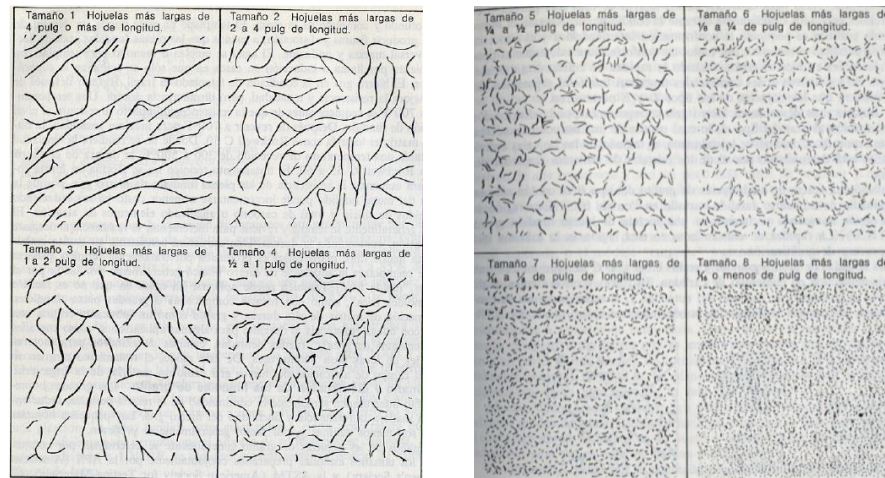 Tamaño 1 Hojuelas más largas de
4 pulg o más de longitud.
Tamaño 2 Hojuelas más largas de
2 a 4 pulg de longitud.
Tamaño 3 Hojuelas más largas de
1 a 2 pulg de longitud.
Tamaño 4 Hojuelas más largas de
½ a 1 pulg de longitud.
Tamaño 5 Hojuelas más largas de
¼ a ½ pulg de longitud.
Tamaño 6 Hojuelas más largas de
⅛ a ¼ de pulg de longitud.
Tamaño 7 Hojuelas más largas de
a ⅛ de pulg de longitud.
Tamaño 8 Hojuelas más largas de
o menos de pulg de longitud.